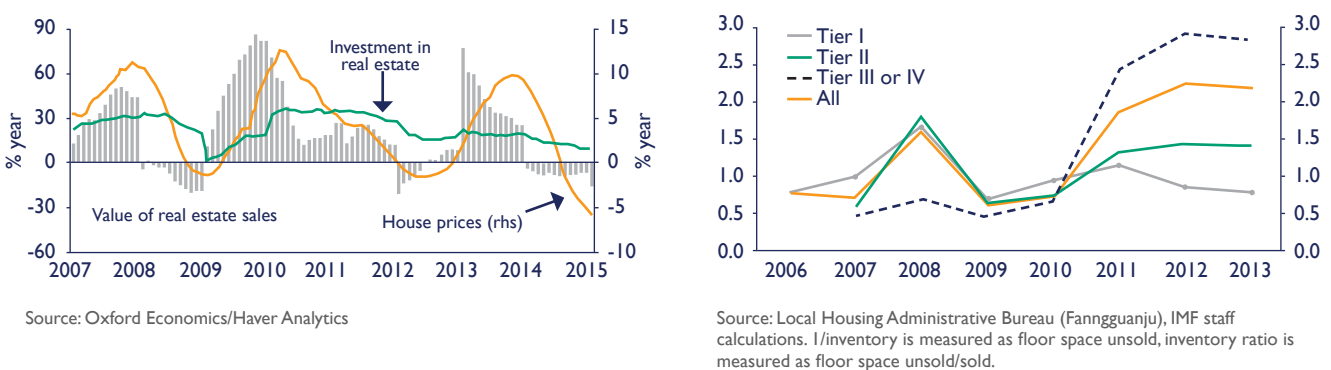 90
60
30
0
-30
-60
% year
15
10
5
0
-5
-10
% year
Investment in
real estate
Value of real estate sales
House prices (rhs)
2007 2008 2009 2010 2011 2012 2013 2014 2015
Source: Oxford Economics/Haver Analytics
3.0
2.5
2.0
1.5
1.0
0.5
0.0
Tier I
Tier II
Tier III or IV
All
3.0
2.5
2.0
1.5
1.0
0.5
0.0
2006 2007 2008 2009 2010 2011 2012 2013
Source: Local Housing Administrative Bureau (Fanngguanju), IMF staff
calculations. 1/inventory is measured as floor space unsold, inventory ratio is
measured as floor space unsold/sold.